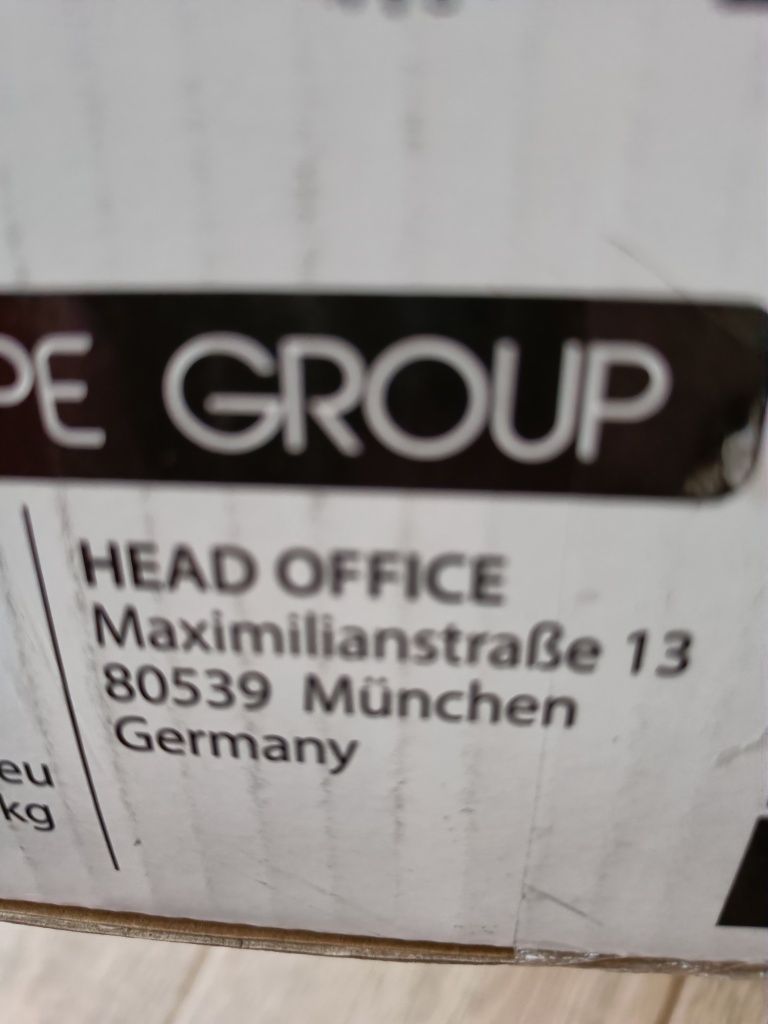 PE GROUP
HEAD OFFICE
Maximilianstraße 13
80539 München
Germany
eu
kg